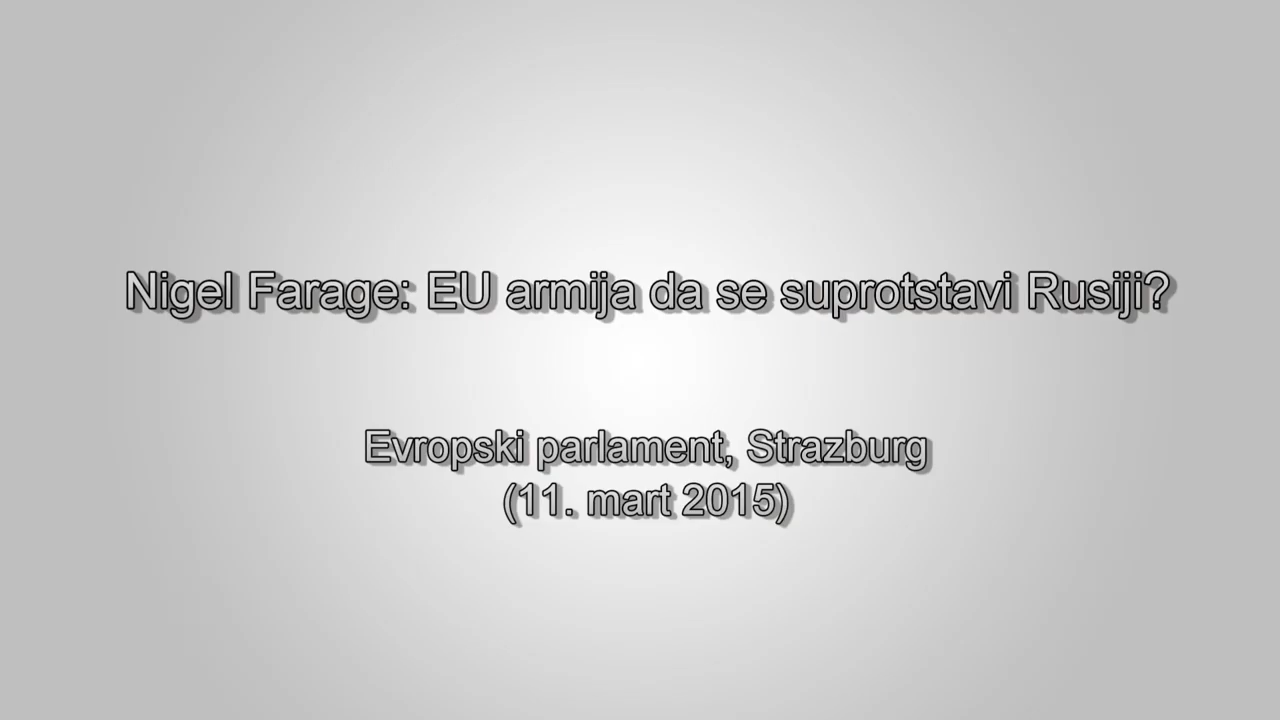 Nigel Farage: EU armija da se suprotstavi Rusiji?
Evropski parlament, Strazburg
(11. mart 2015)